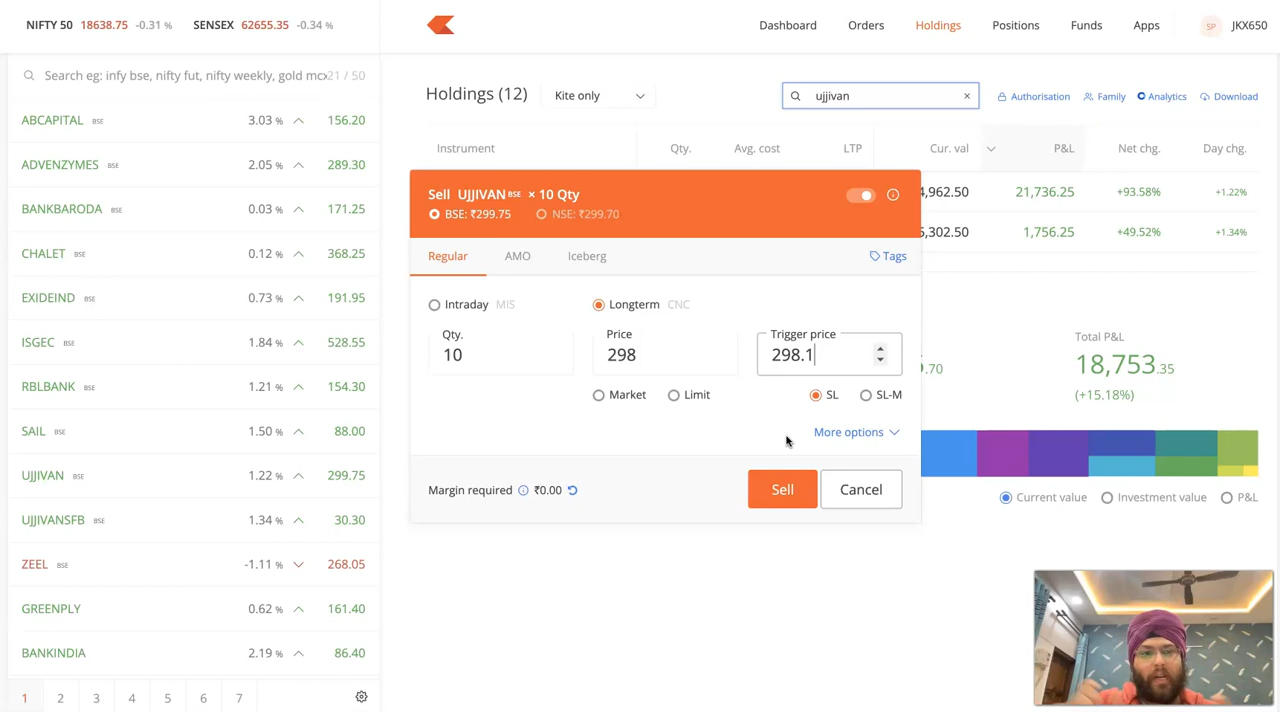 NIFTY 50 18638.75 -0.31 % SENSEX 62655.35 -0.34 %
Dashboard Orders Holdings Positions Funds Apps SP JKX650
Search eg: infy bse, nifty fut, nifty weekly, gold mcx 21 / 50
ABCAPITAL BSE 3.03 % 156.20
ADVENZYMES BSE 2.05 % 289.30
BANKBARODA BSE 0.03 % 171.25
CHALET BSE 0.12 % 368.25
EXIDEIND BSE 0.73 % 191.95
ISGEC BSE 1.84 % 528.55
RBLBANK BSE 1.21 % 154.30
SAIL BSE 1.50 % 88.00
UJJIVAN BSE 1.22 % 299.75
UJJIVANSFB BSE 1.34 % 30.30
ZEEL BSE -1.11 % 268.05
GREENPLY 0.62 % 161.40
BANKINDIA 2.19 % 86.40
1 2 3 4 5 6 7
Holdings (12) Kite only ujjivan × Authorisation Family Analytics Download
Instrument Qty. Avg. cost LTP Cur. val P&L Net chg. Day chg.
4,962.50 21,736.25 +93.58% +1.22%
5,302.50 1,756.25 +49.52% +1.34%
Sell UJJIVAN BSE × 10 Qty
BSE: ₹299.75 NSE: ₹299.70
Regular AMO Iceberg Tags
Intraday MIS Longterm CNC
Qty. Price Trigger price
10 298 298.1
Market Limit SL SL-M
More options
Margin required ₹0.00 Sell Cancel
Total P&L
.70 18,753.35
(+15.18%)
Current value Investment value P&L